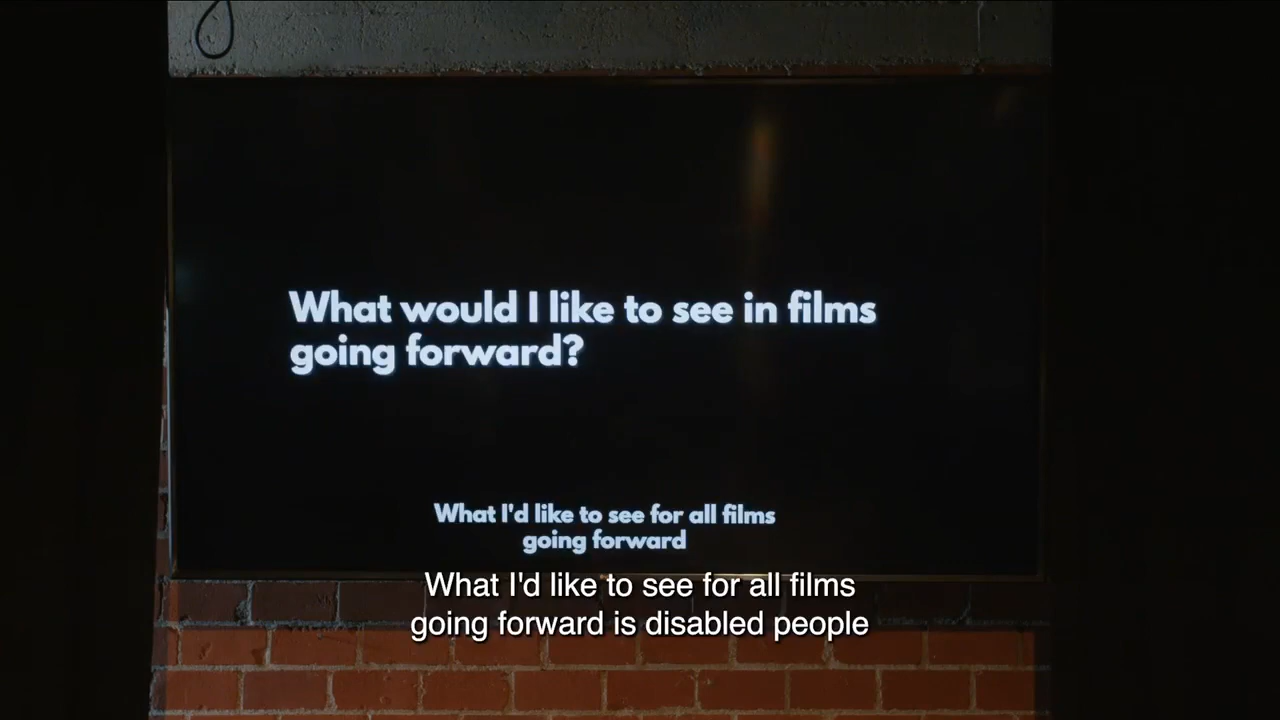 What would I like to see in films
going forward?
What I'd like to see for all films
going forward
What I'd like to see for all films
going forward is disabled people